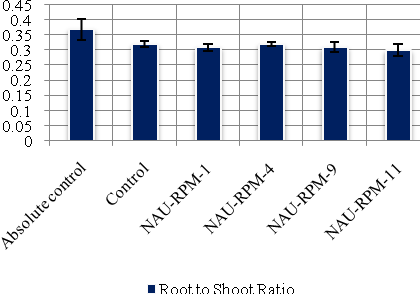 0.45
0.4
0.35
0.3
0.25
0.2
0.15
0.1
0.05
0
Absolute control
Control
NAU-RPM-1
NAU-RPM-4
NAU-RPM-9
NAU-RPM-11
Root to Shoot Ratio